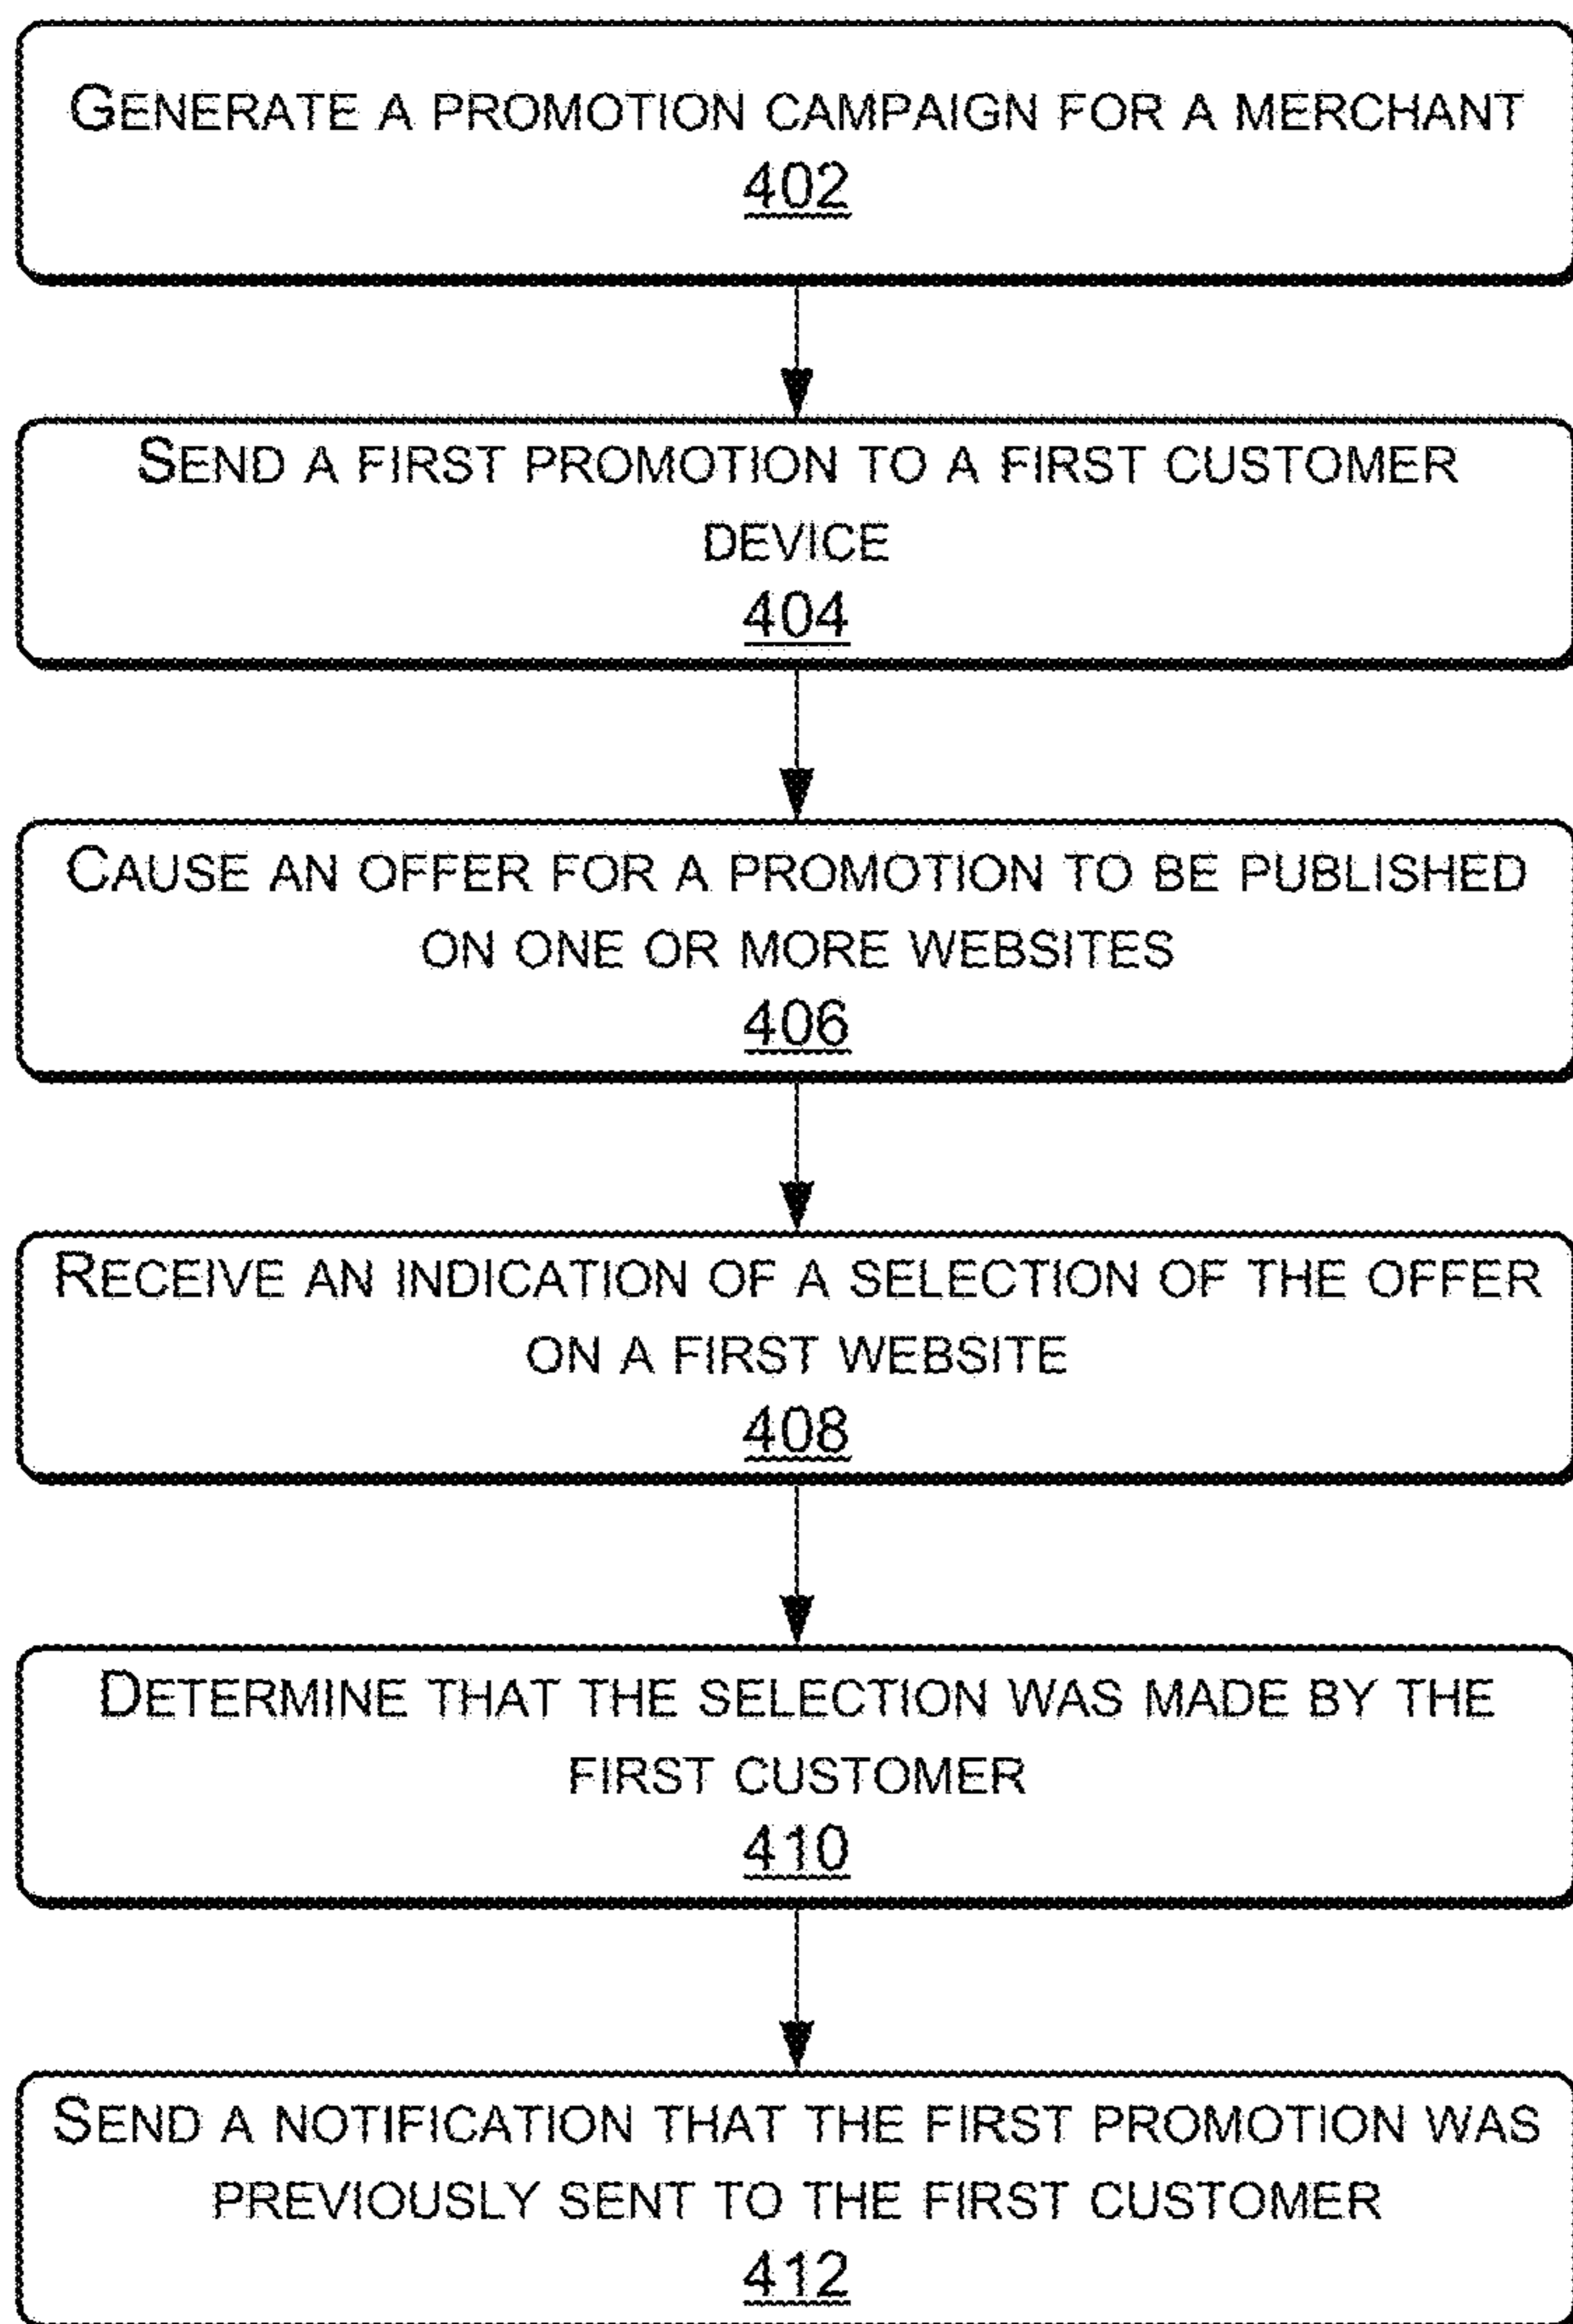 GENERATE A PROMOTION CAMPAIGN FOR A MERCHANT
402
SEND A FIRST PROMOTION TO A FIRST CUSTOMER
DEVICE
404
CAUSE AN OFFER FOR A PROMOTION TO BE PUBLISHED
ON ONE OR MORE WEBSITES
406
RECEIVE AN INDICATION OF A SELECTION OF THE OFFER
ON A FIRST WEBSITE
408
DETERMINE THAT THE SELECTION WAS MADE BY THE
FIRST CUSTOMER
410
SEND A NOTIFICATION THAT THE FIRST PROMOTION WAS
PREVIOUSLY SENT TO THE FIRST CUSTOMER
412